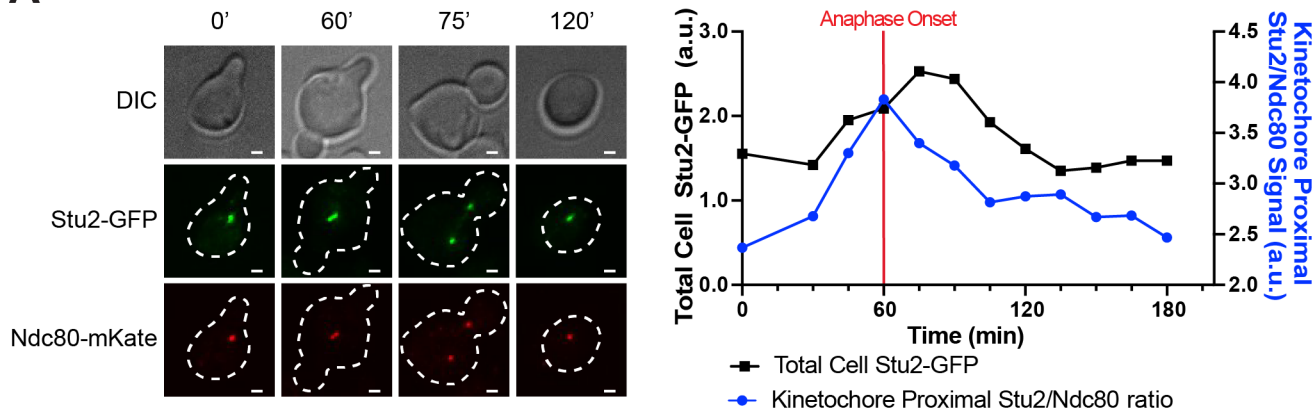 A
0’
60’
75’
120’
DIC
Stu2-GFP
Ndc80-mKate
Anaphase Onset
Total Cell Stu2-GFP (a.u.)
3.0
2.0
1.0
0.0
4.5
4.0
3.5
3.0
2.5
2.0
Kinetochore Proximal
Stu2/Ndc80 Signal (a.u.)
0
60
120
180
Time (min)
Total Cell Stu2-GFP
Kinetochore Proximal Stu2/Ndc80 ratio